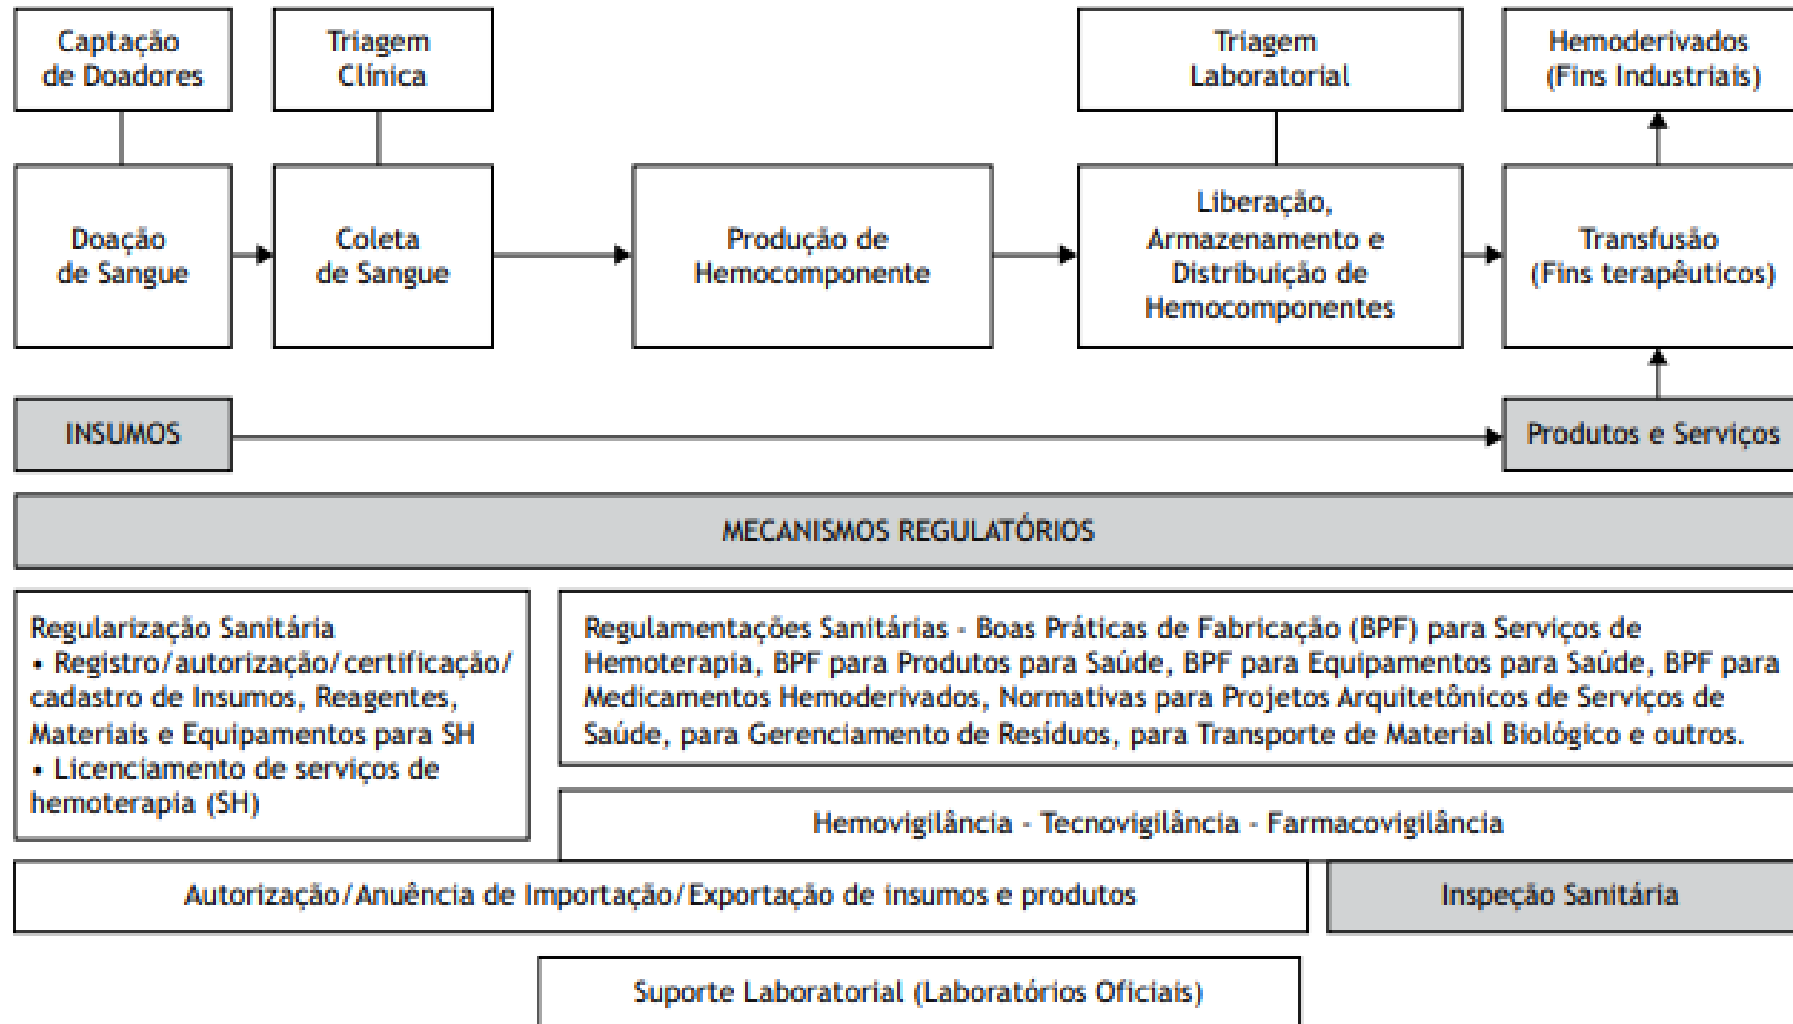 Captação
de Doadores
Triagem
Clínica
Triagem
Laboratorial
Hemoderivados
(Fins Industriais)
Doação
de Sangue
Coleta
de Sangue
Produção de
Hemocomponente
Liberação,
Armazenamento e
Distribuição de
Hemocomponentes
Transfusão
(Fins terapêuticos)
INSUMOS
Produtos e Serviços
MECANISMOS REGULATÓRIOS
Regularização Sanitária
• Registro/autorização/certificação/
cadastro de Insumos, Reagentes,
Materiais e Equipamentos para SH
• Licenciamento de serviços de
hemoterapia (SH)
Regulamentações Sanitárias - Boas Práticas de Fabricação (BPF) para Serviços de
Hemoterapia, BPF para Produtos para Saúde, BPF para Equipamentos para Saúde, BPF para
Medicamentos Hemoderivados, Normativas para Projetos Arquitetônicos de Serviços de
Saúde, para Gerenciamento de Resíduos, para Transporte de Material Biológico e outros.
Hemovigilância - Tecnovigilância - Farmacovigilância
Autorização/Anuência de Importação/Exportação de insumos e produtos
Inspeção Sanitária
Suporte Laboratorial (Laboratórios Oficiais)